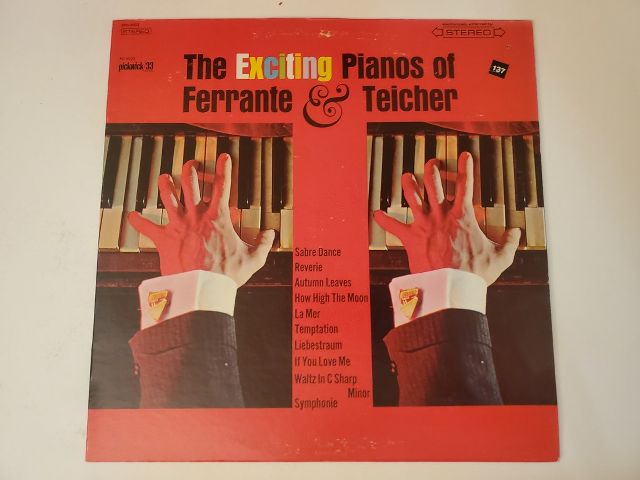 STEREO
STEREO
pickwick/33
The Exciting Pianos of
Ferrante & Teicher
137
Sabre Dance
Reverie
Autumn Leaves
How High The Moon
La Mer
Temptation
Liebestraum
If You Love Me
Waltz In C Sharp
Minor
Symphonie